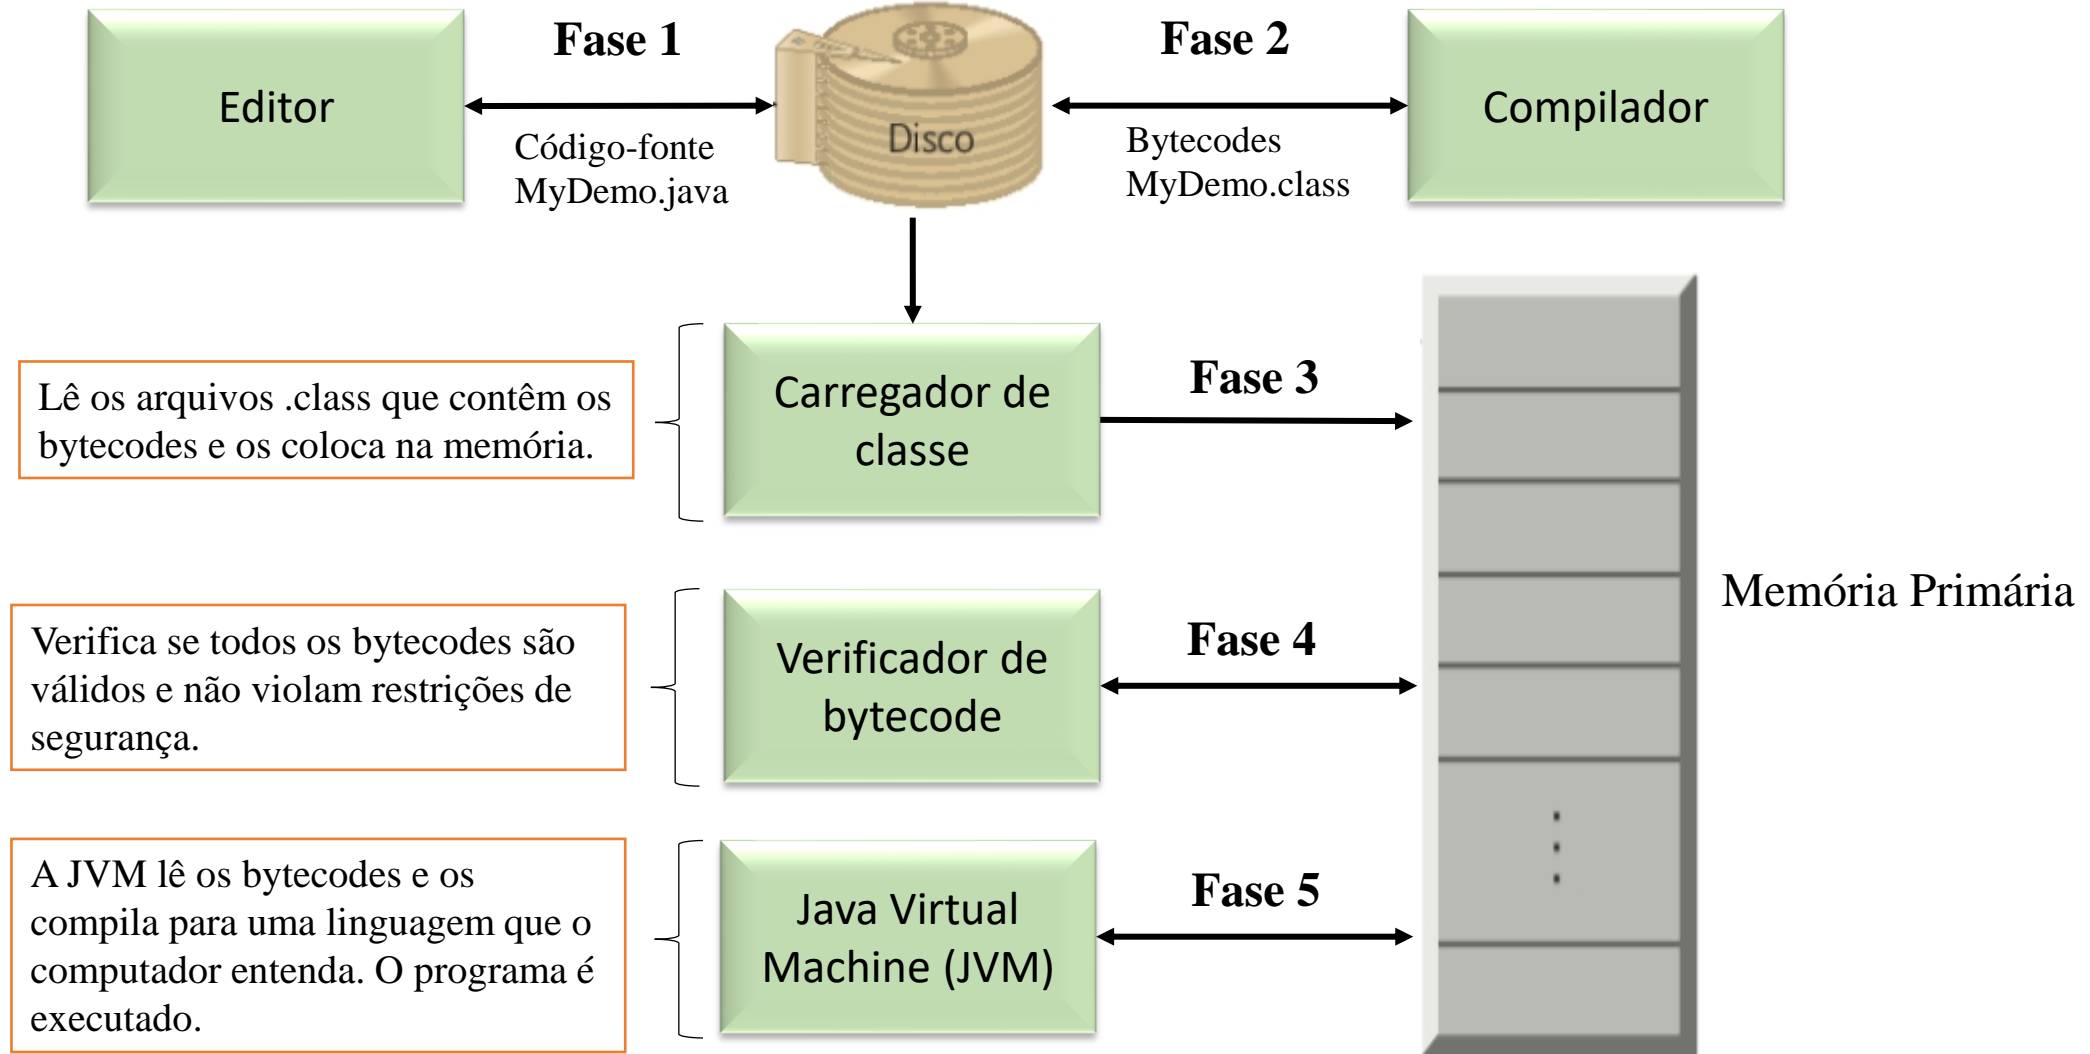 Editor
Fase 1
Código-fonte
MyDemo.java
Disco
Fase 2
Bytecodes
MyDemo.class
Compilador
Lê os arquivos .class que contêm os
bytecodes e os coloca na memória.
Carregador de
classe
Fase 3
Memória Primária
Verifica se todos os bytecodes são
válidos e não violam restrições de
segurança.
Verificador de
bytecode
Fase 4
A JVM lê os bytecodes e os
compila para uma linguagem que o
computador entenda. O programa é
executado.
Java Virtual
Machine (JVM)
Fase 5